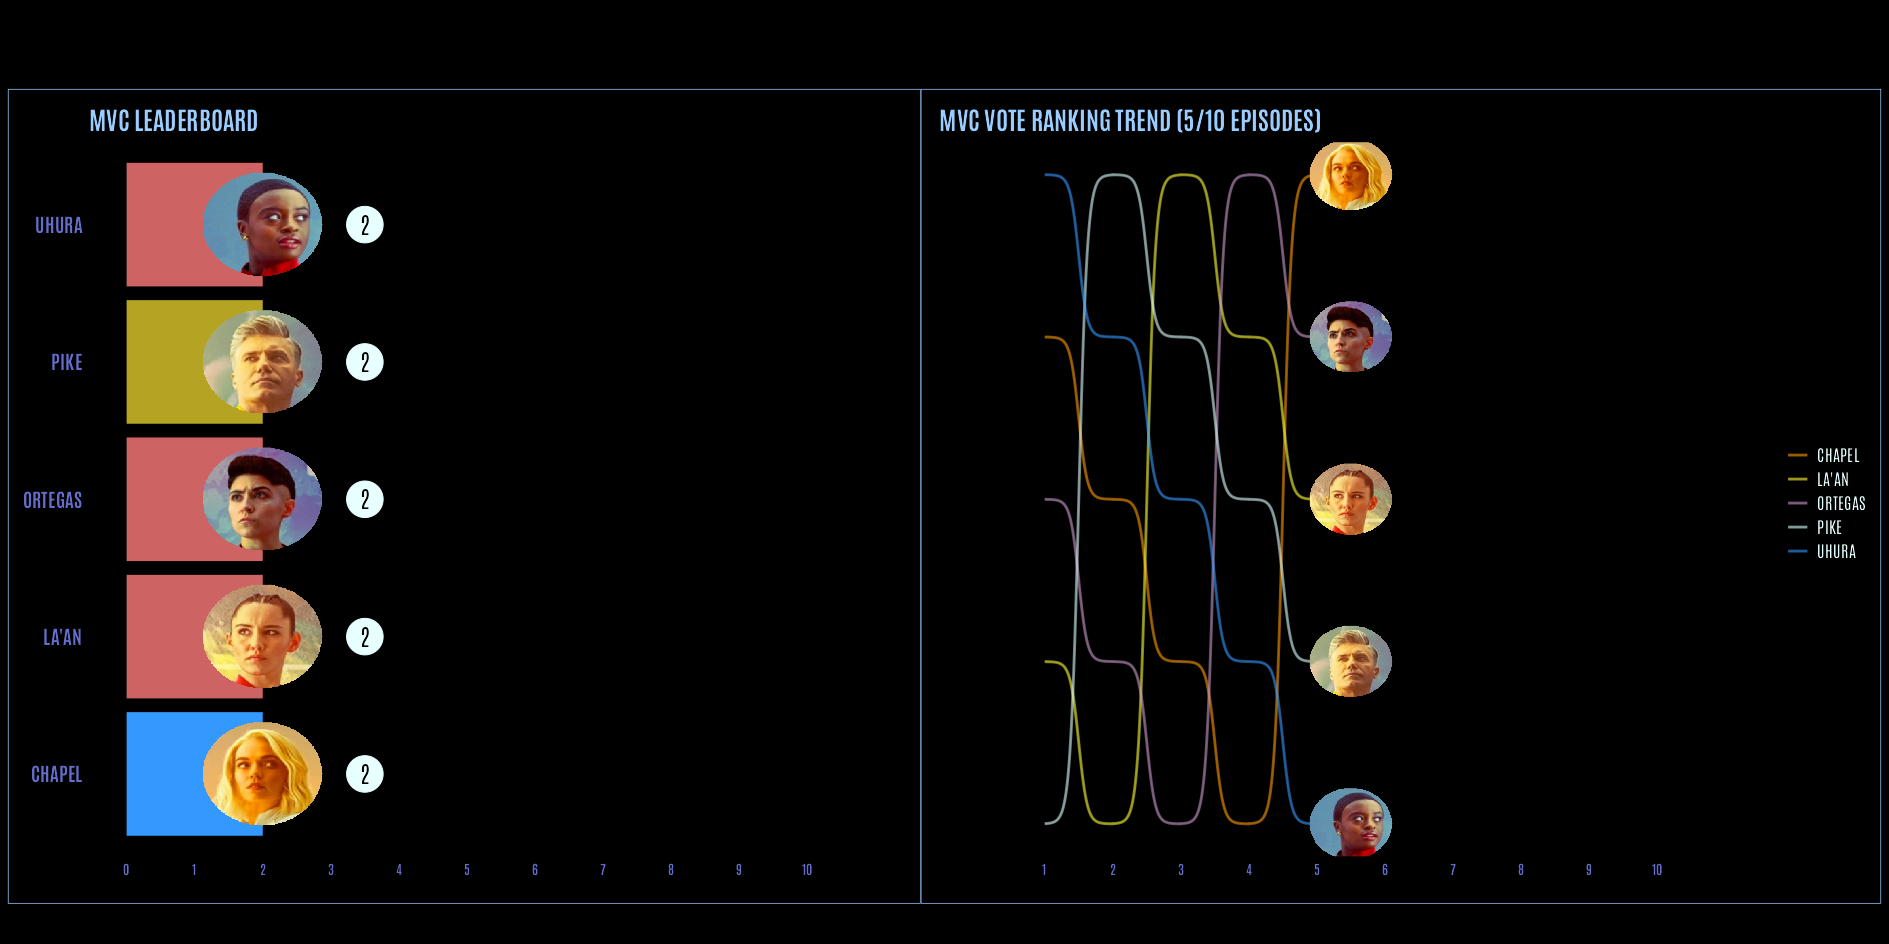 MVC LEADERBOARD
UHURA
2
PIKE
2
ORTEGAS
2
LA'AN
2
CHAPEL
2
0 1 2 3 4 5 6 7 8 9 10
MVC VOTE RANKING TREND (5/10 EPISODES)
CHAPEL
LA'AN
ORTEGAS
PIKE
UHURA
1 2 3 4 5 6 7 8 9 10